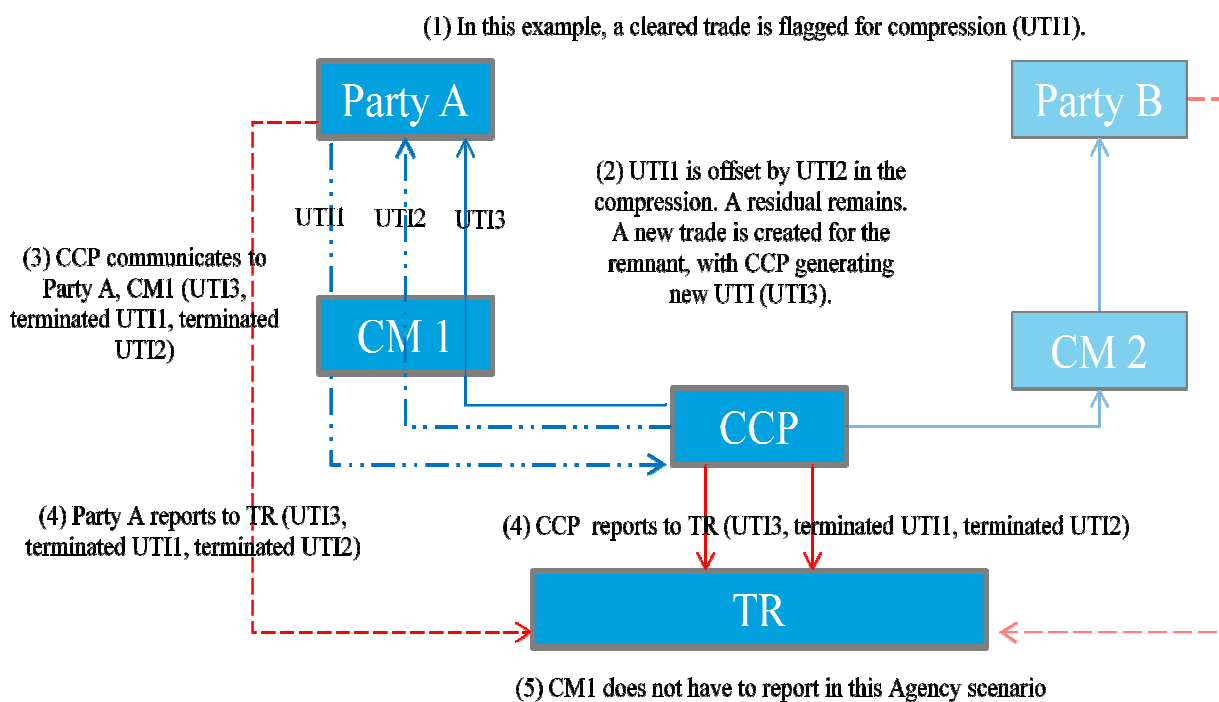 (1) In this example, a cleared trade is flagged for compression (UTI1).
Party A
Party B
(2) UTI1 is offset by UTI2 in the
compression. A residual remains.
A new trade is created for the
remnant, with CCP generating
new UTI (UTI3).
UTI1
UTI2
UTI3
(3) CCP communicates to
Party A, CM1 (UTI3,
terminated UTI1, terminated
UTI2)
CM 1
CM 2
CCP
(4) Party A reports to TR (UTI3,
terminated UTI1, terminated UTI2)
(4) CCP reports to TR (UTI3, terminated UTI1, terminated UTI2)
TR
(5) CM1 does not have to report in this Agency scenario